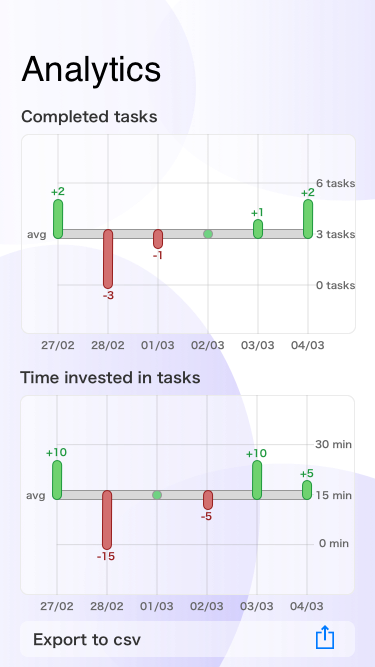 Analytics
Completed tasks
6 tasks
+2 +2
+1
avg 3 tasks
-1
-3 0 tasks
27/02 28/02 01/03 02/03 03/03 04/03
Time invested in tasks
30 min
+10 +10
+5
avg 15 min
-5
-15 0 min
27/02 28/02 01/03 02/03 03/03 04/03
Export to csv